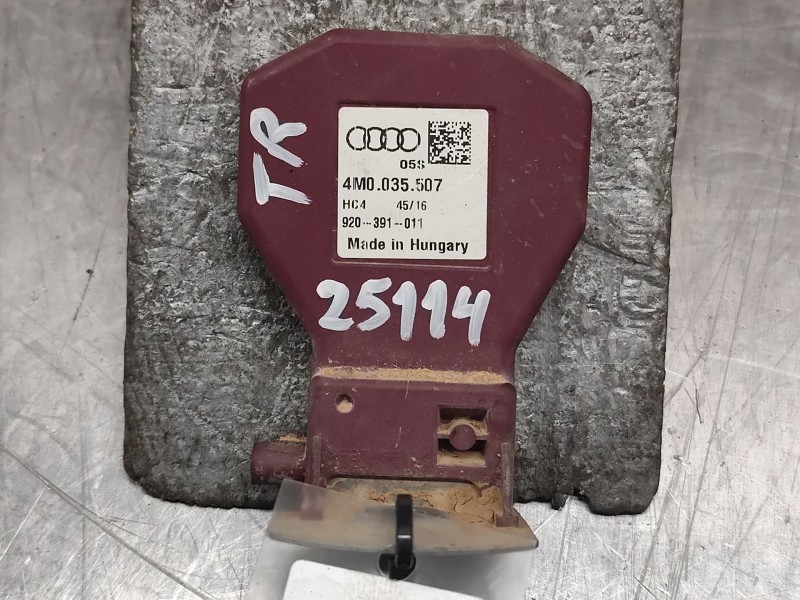 TR
05S
4M0.035.507
HC4 45/16
920-391-011
Made in Hungary
25114